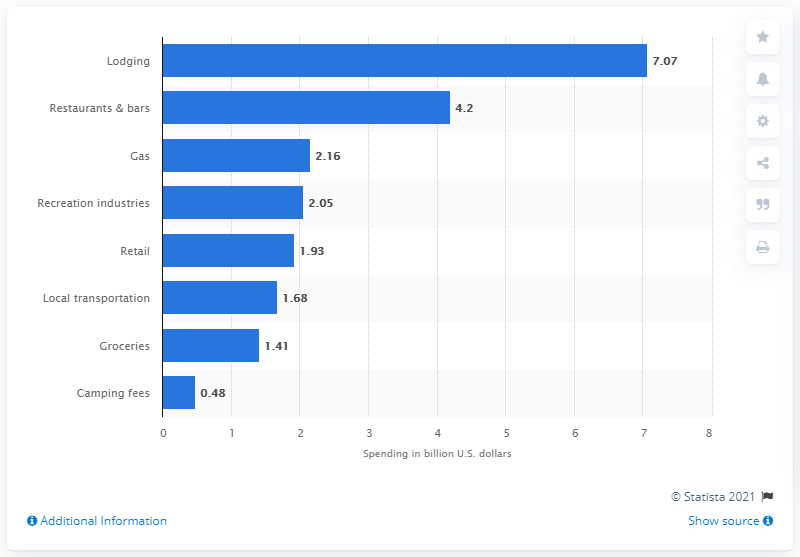 Lodging 7.07
Restaurants & bars 4.2
Gas 2.16
Recreation industries 2.05
Retail 1.93
Local transportation 1.68
Groceries 1.41
Camping fees 0.48
0 1 2 3 4 5 6 7 8
Spending in billion U.S. dollars
© Statista 2021
Additional Information Show source